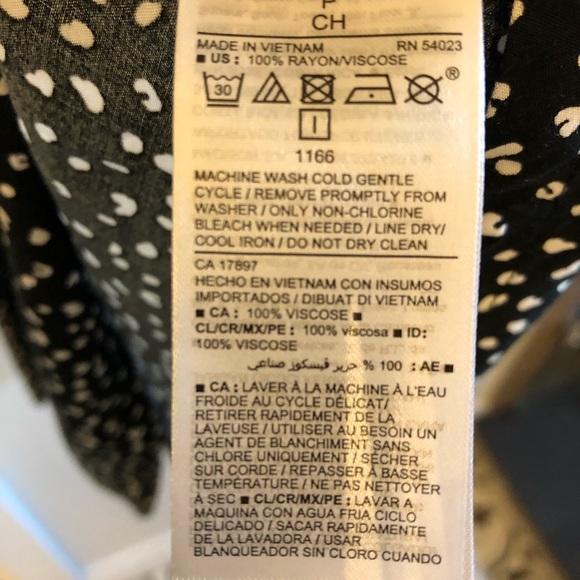 P
CH
MADE IN VIETNAM RN 54023
■ US : 100% RAYON/VISCOSE
30 ®
1166
MACHINE WASH COLD GENTLE
CYCLE / REMOVE PROMPTLY FROM
WASHER / ONLY NON-CHLORINE
BLEACH WHEN NEEDED / LINE DRY/
COOL IRON / DO NOT DRY CLEAN
CA 17897
HECHO EN VIETNAM CON INSUMOS
IMPORTADOS / DIBUAT DI VIETNAM
■ CA : 100% VISCOSE ■
CL/CR/MX/PE : 100% viscosa ■ ID:
100% VISCOSE
■ AE : 100 % حرير ڤيسكوز صناعي
■ CA : LAVER À LA MACHINE À L'EAU
FROIDE AU CYCLE DÉLICAT/
RETIRER RAPIDEMENT DE LA
LAVEUSE / UTILISER AU BESOIN UN
AGENT DE BLANCHIMENT SANS
CHLORE UNIQUEMENT / SÉCHER
SUR CORDE / REPASSER À BASSE
TEMPÉRATURE / NE PAS NETTOYER
À SEC ■ CL/CR/MX/PE : LAVAR A
MAQUINA CON AGUA FRIA CICLO
DELICADO / SACAR RAPIDAMENTE
DE LA LAVADORA / USAR
BLANQUEADOR SIN CLORO CUANDO